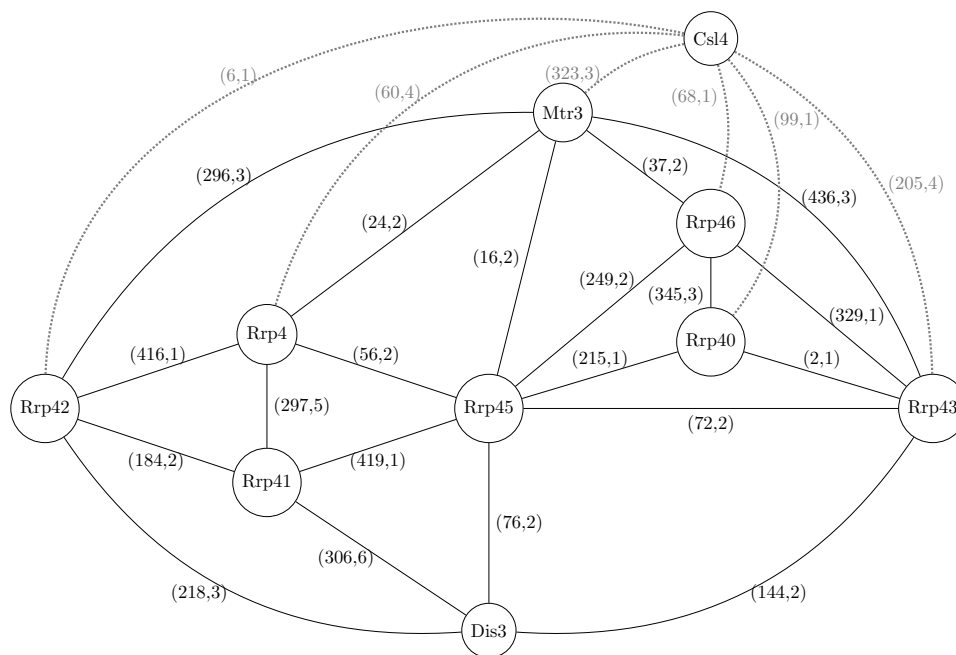 Csl4
(6,1)
(323,3)
(60,4)
(68,1)
Mtr3
(99,1)
(37,2)
(296,3)
(205,4)
(436,3)
(24,2)
Rrp46
(16,2)
(249,2)
(345,3)
(329,1)
Rrp4
Rrp40
(416,1)
(56,2)
(215,1)
(2,1)
Rrp42
(297,5)
Rrp45
Rrp43
(72,2)
(184,2)
(419,1)
Rrp41
(76,2)
(306,6)
(218,3)
(144,2)
Dis3